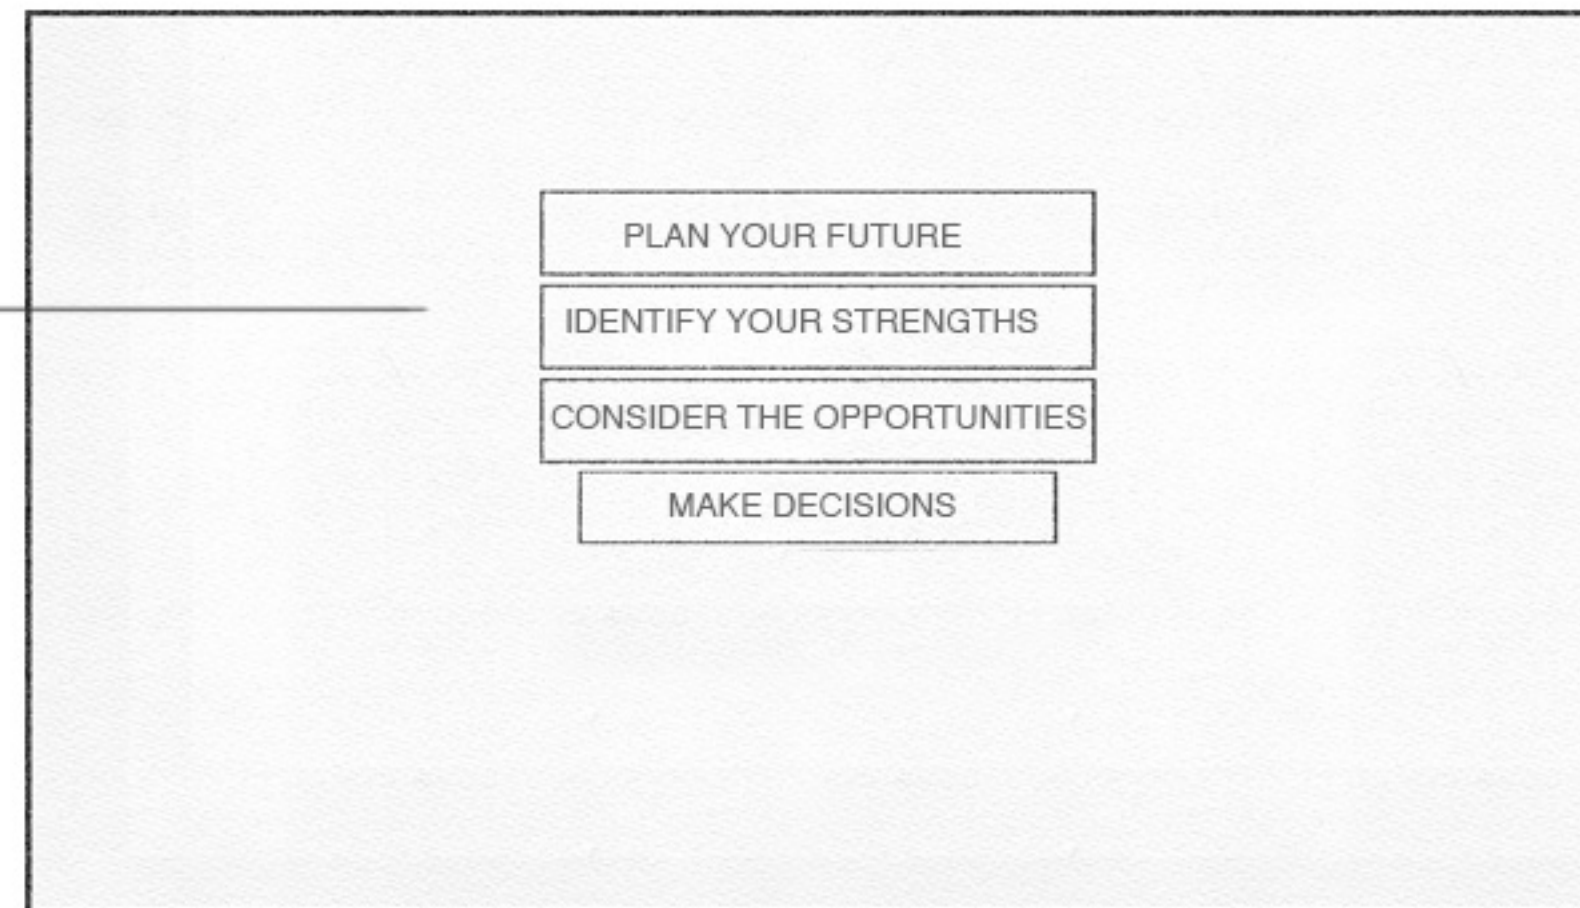 PLAN YOUR FUTURE
IDENTIFY YOUR STRENGTHS
CONSIDER THE OPPORTUNITIES
MAKE DECISIONS